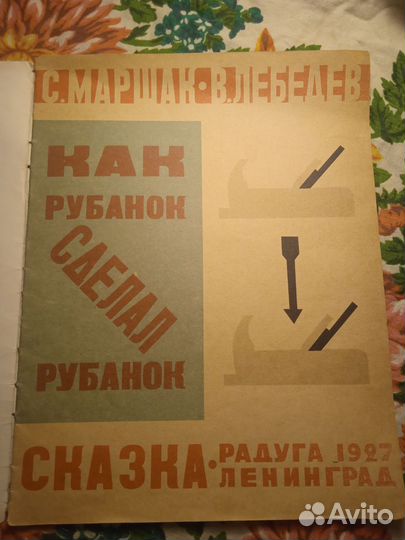 С. МАРШАК · В. ЛЕБЕДЕВ
КАК
РУБАНОК
СДЕЛАЛ
РУБАНОК
СКАЗКА · РАДУГА 1927
ЛЕНИНГРАД
Avito